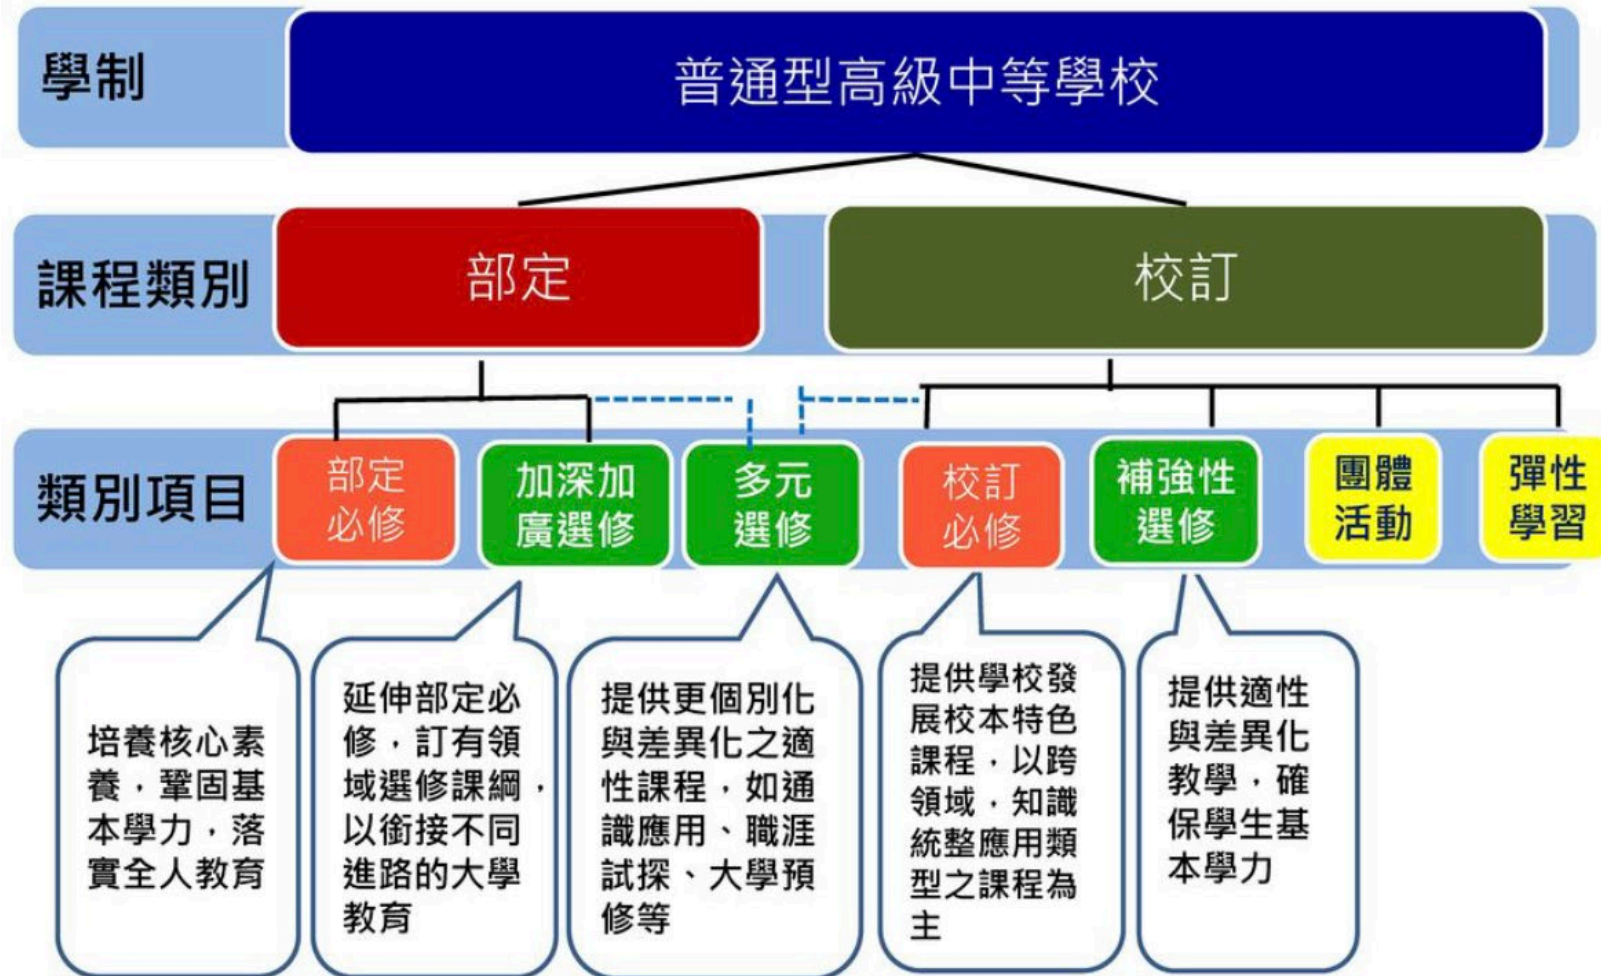 學制
普通型高級中等學校
課程類別
部定
校訂
類別項目
部定
必修
加深加
廣選修
多元
選修
校訂
必修
補強性
選修
團體
活動
彈性
學習
培養核心素
養，鞏固基
本學力，落
實全人教育
延伸部定必
修，訂有領
域選修課綱，
以銜接不同
進路的大學
教育
提供更個別化
與差異化之適
性課程，如通
識應用、職涯
試探、大學預
修等
提供學校發
展校本特色
課程，以跨
領域，知識
統整應用類
型之課程為
主
提供適性
與差異化
教學，確
保學生基
本學力